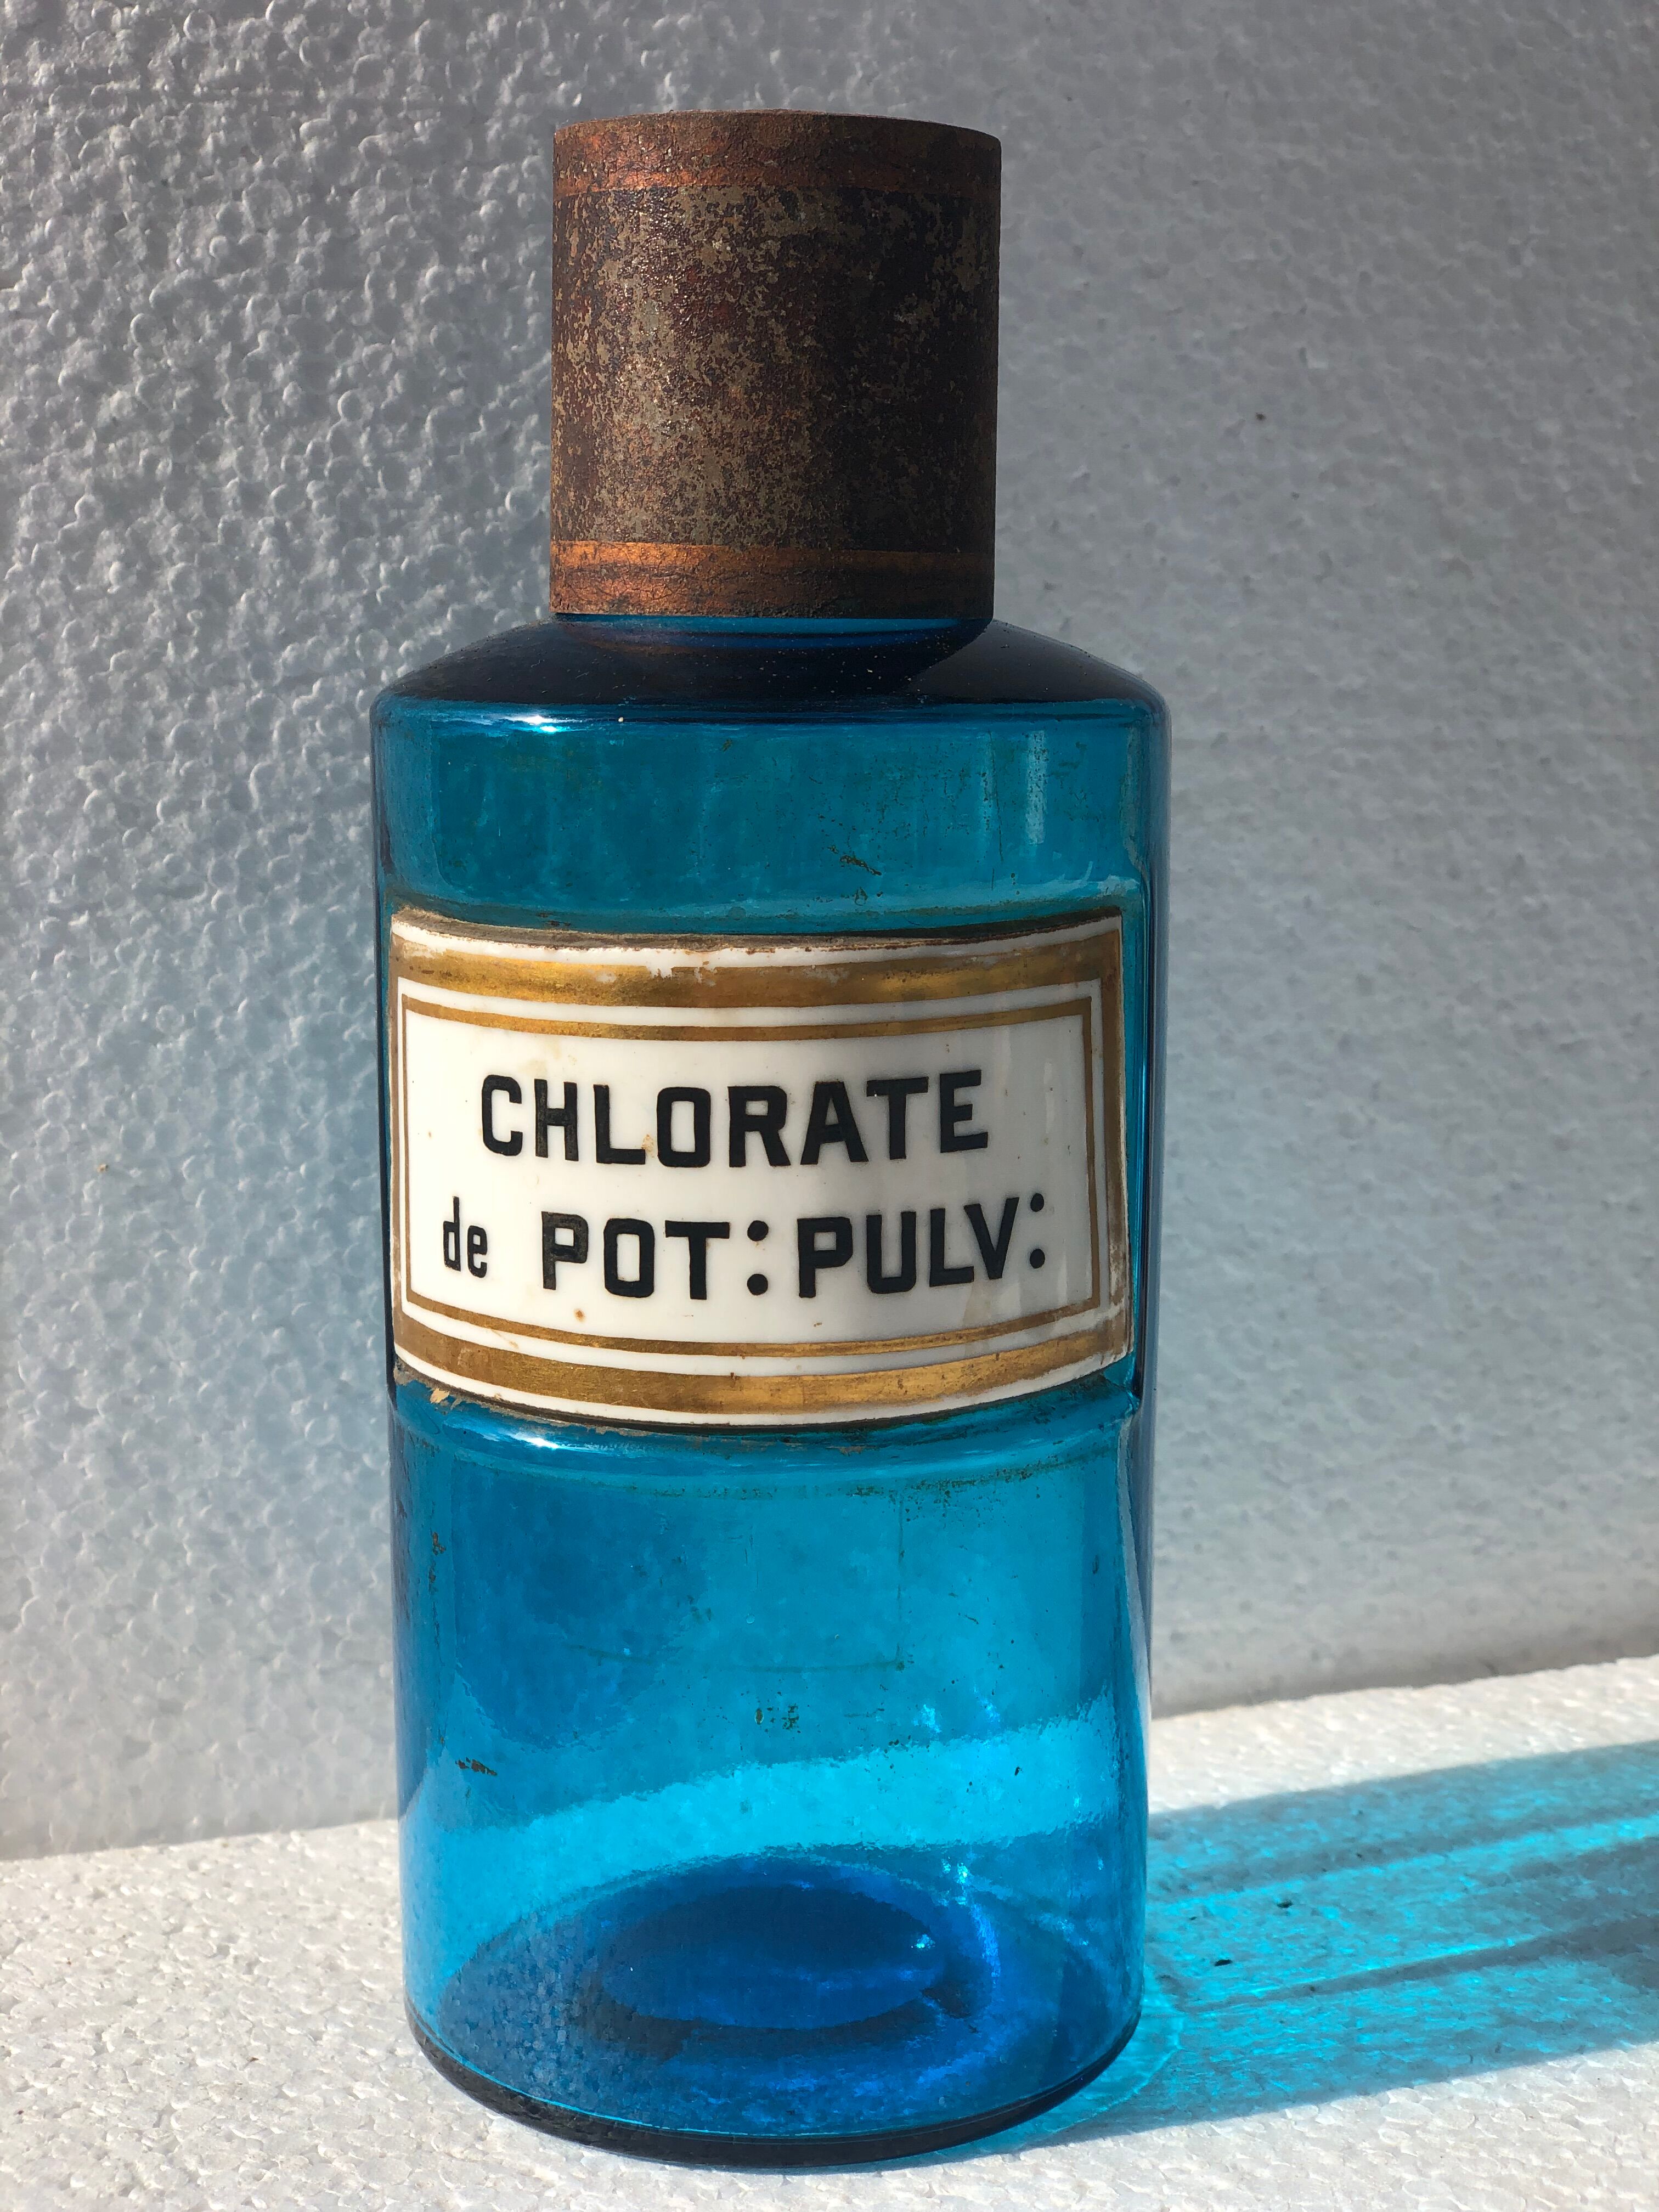 CHLORATE
de POT: PULV: